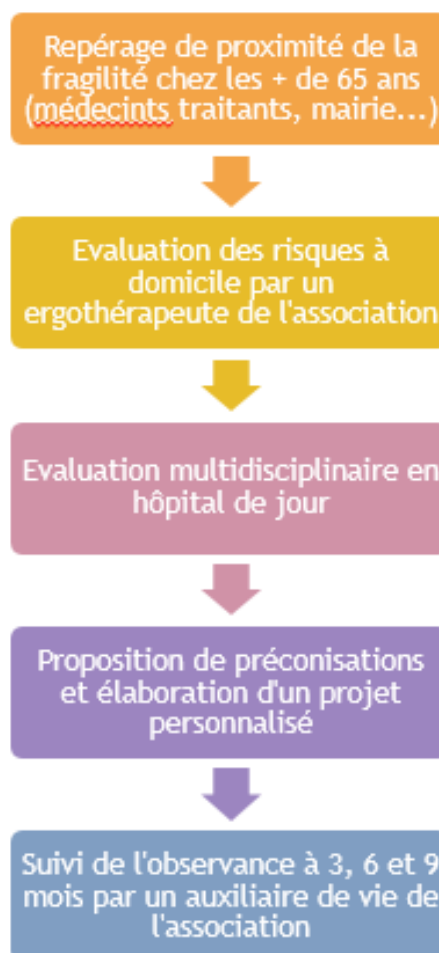 Repérage de proximité de la
fragilité chez les + de 65 ans
(médecints traitants, mairie...)
Evaluation des risques à
domicile par un
ergothérapeute de l'association
Evaluation multidisciplinaire en
hôpital de jour
Proposition de préconisations
et élaboration d'un projet
personnalisé
Suivi de l'observance à 3, 6 et 9
mois par un auxiliaire de vie de
l'association